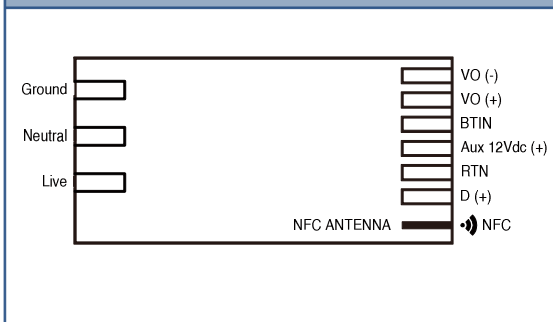 Ground
Neutral
Live
VO (-)
VO (+)
BTIN
Aux 12Vdc (+)
RTN
D (+)
NFC ANTENNA NFC